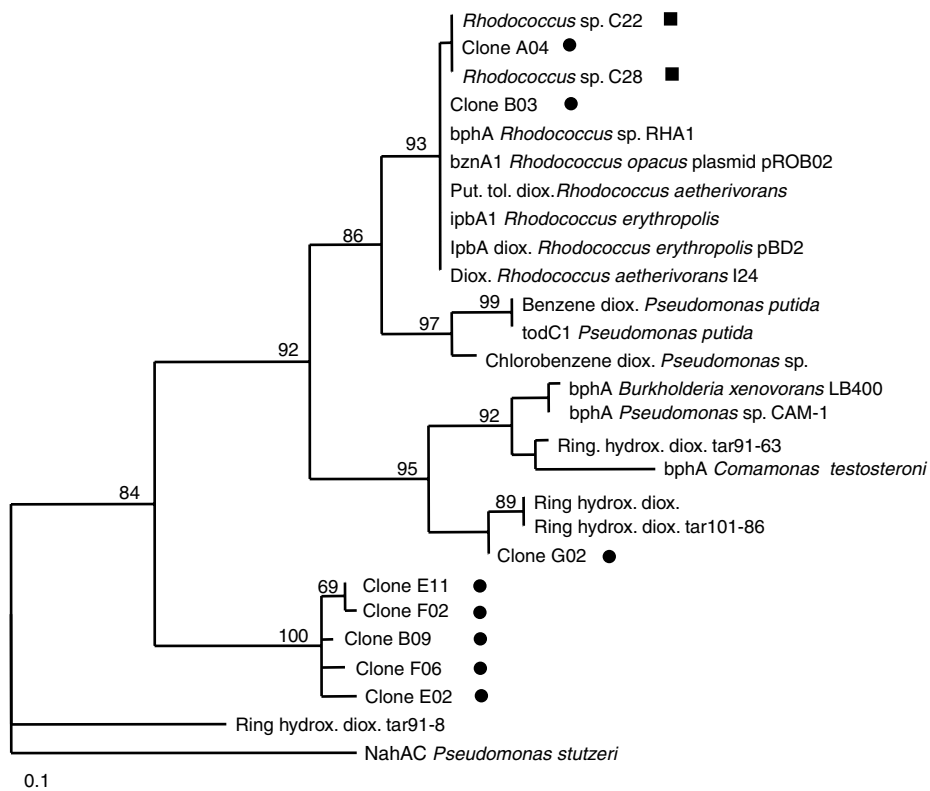 Rhodococcus sp. C22
Clone A04
Rhodococcus sp. C28
Clone B03
93
bphA Rhodococcus sp. RHA1
bznA1 Rhodococcus opacus plasmid pROB02
Put. tol. diox.Rhodococcus aetherivorans
ipbA1 Rhodococcus erythropolis
86
IpbA diox. Rhodococcus erythropolis pBD2
Diox. Rhodococcus aetherivorans I24
99
Benzene diox. Pseudomonas putida
97
todC1 Pseudomonas putida
92
Chlorobenzene diox. Pseudomonas sp.
bphA Burkholderia xenovorans LB400
92
bphA Pseudomonas sp. CAM-1
Ring. hydrox. diox. tar91-63
95
bphA Comamonas testosteroni
84
89
Ring hydrox. diox.
Ring hydrox. diox. tar101-86
Clone G02
69
Clone E11
Clone F02
100
Clone B09
Clone F06
Clone E02
Ring hydrox. diox. tar91-8
NahAC Pseudomonas stutzeri
0.1